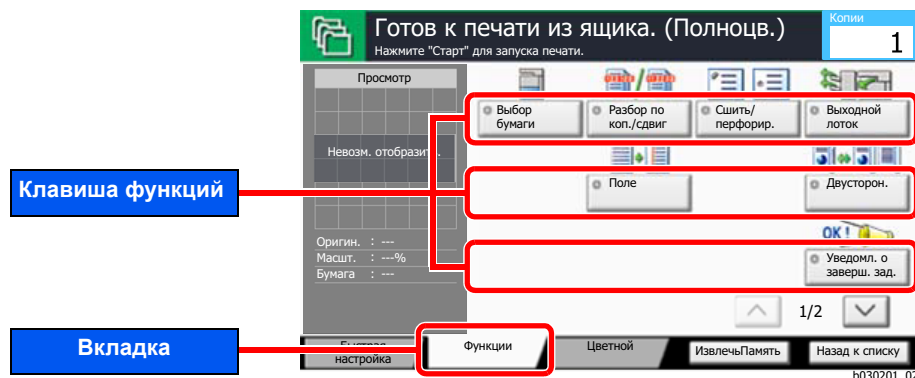 Готов к печати из ящика. (Полноцв.)
Нажмите "Старт" для запуска печати.
Копии
1
Просмотр
Невозм. отобразит.
Выбор
бумаги
Разбор по
коп./сдвиг
Сшить/
перфорир.
Выходной
лоток
Клавиша функций
Поле
Двусторон.
OK !
Оригин. : ---
Масшт. : ---%
Бумага : ---
Уведомл. о
заверш. зад.
1/2
Вкладка
Быстрая
настройка
Функции
Цветной
ИзвлечьПамять
Назад к списку
b030201_02